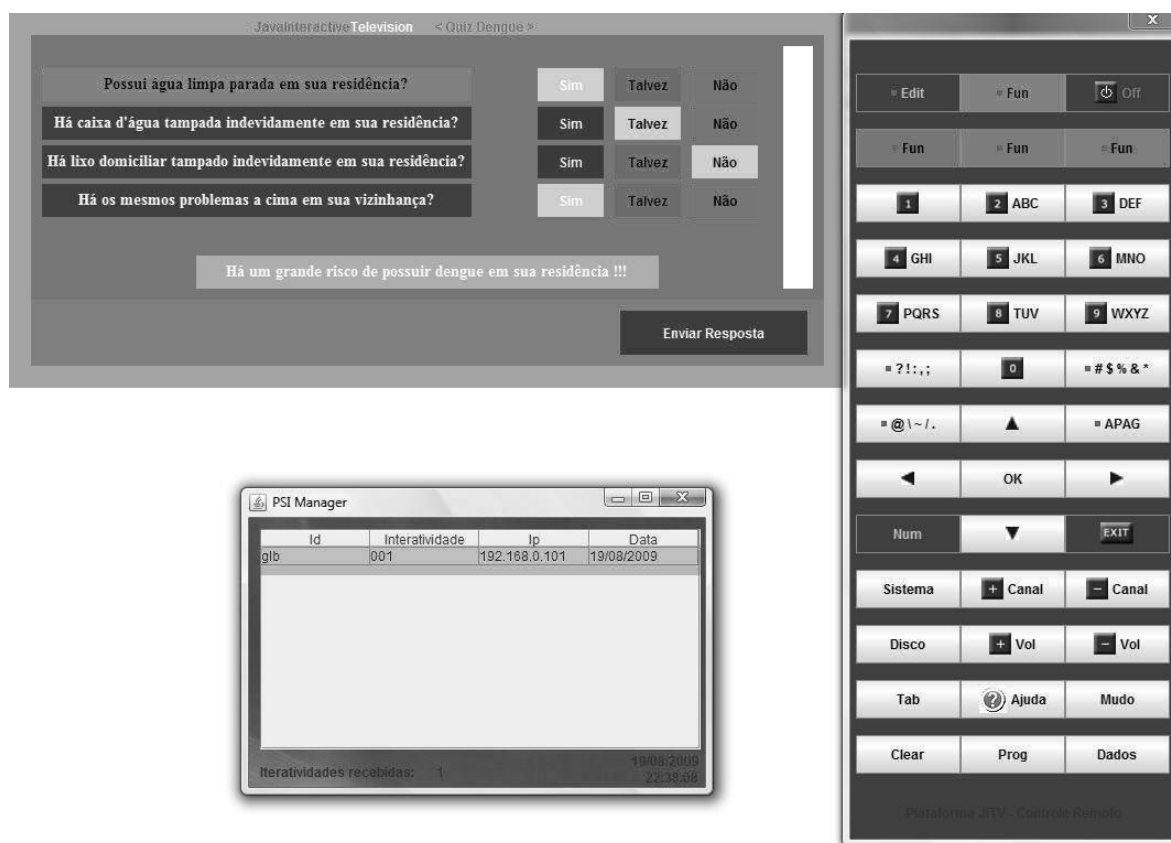 JavaInteractiveTelevision < Quiz Dengue >
Possui água limpa parada em sua residência? Sim Talvez Não
Há caixa d'água tampada indevidamente em sua residência? Sim Talvez Não
Há lixo domiciliar tampado indevidamente em sua residência? Sim Talvez Não
Há os mesmos problemas a cima em sua vizinhança? Sim Talvez Não
Há um grande risco de possuir dengue em sua residência !!!
Enviar Resposta
PSI Manager
Id Interatividade Ip Data
glb 001 192.168.0.101 19/08/2009
Iteratividades recebidas: 1
19/08/2009
22:38:08
X
Edit Fun Off
Fun Fun Fun
1 2 ABC 3 DEF
4 GHI 5 JKL 6 MNO
7 PQRS 8 TUV 9 WXYZ
?!:,; 0 #$%&*
@\~/. ▲ APAG
◄ OK ►
Num ▼ EXIT
Sistema + Canal − Canal
Disco + Vol − Vol
Tab ? Ajuda Mudo
Clear Prog Dados
Plataforma JiTV - Controle Remoto